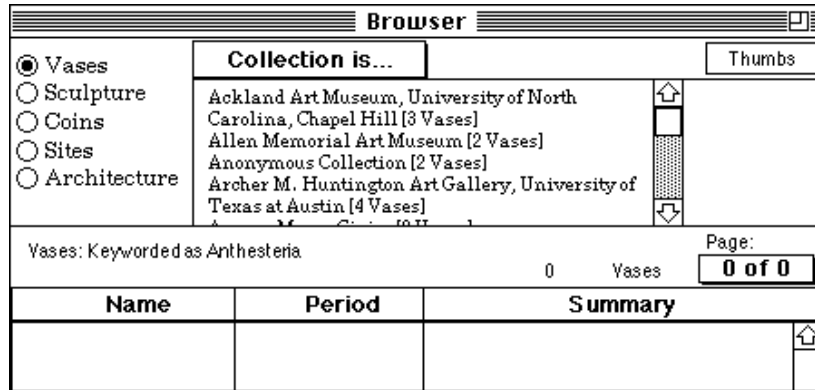 Browser
Vases
Sculpture
Coins
Sites
Architecture
Collection is...
Thumbs
Ackland Art Museum, University of North
Carolina, Chapel Hill [3 Vases]
Allen Memorial Art Museum [2 Vases]
Anonymous Collection [2 Vases]
Archer M. Huntington Art Gallery, University of
Texas at Austin [4 Vases]
Vases: Keyworded as Anthesteria
0 Vases
Page:
0 of 0
Name Period Summary